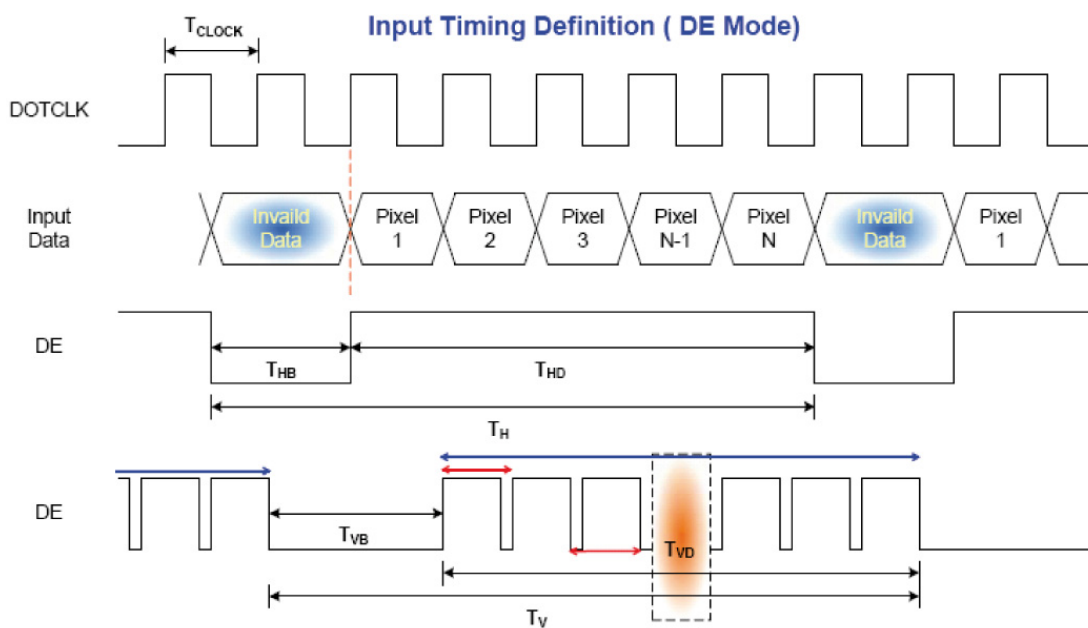 Input Timing Definition ( DE Mode)
TCLOCK
DOTCLK
Input
Data
Invaild
Data
Pixel
1
Pixel
2
Pixel
3
Pixel
N-1
Pixel
N
Invaild
Data
Pixel
1
DE
THB
THD
TH
DE
TVB
TVD
TV